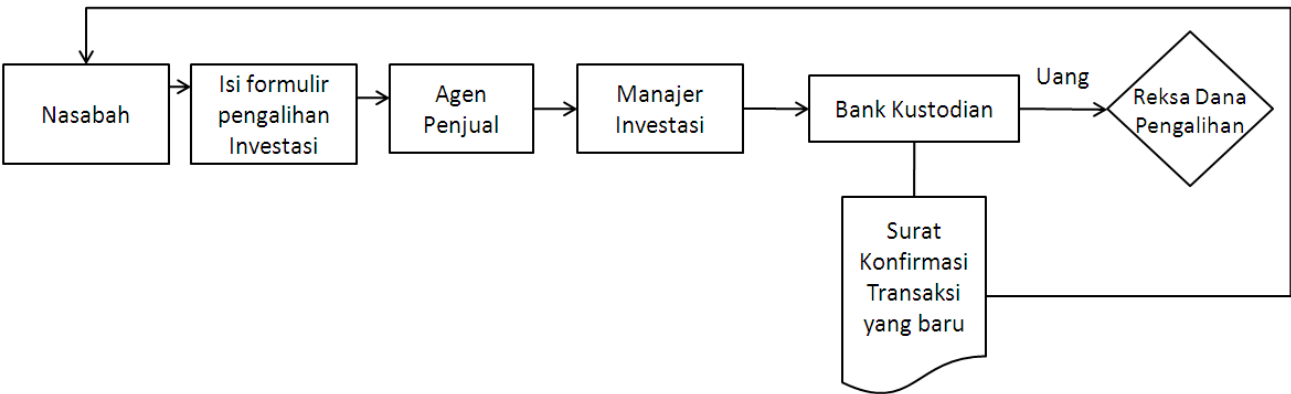 Nasabah
Isi formulir
pengalihan
Investasi
Agen
Penjual
Manajer
Investasi
Bank Kustodian
Uang
Reksa Dana
Pengalihan
Surat
Konfirmasi
Transaksi
yang baru